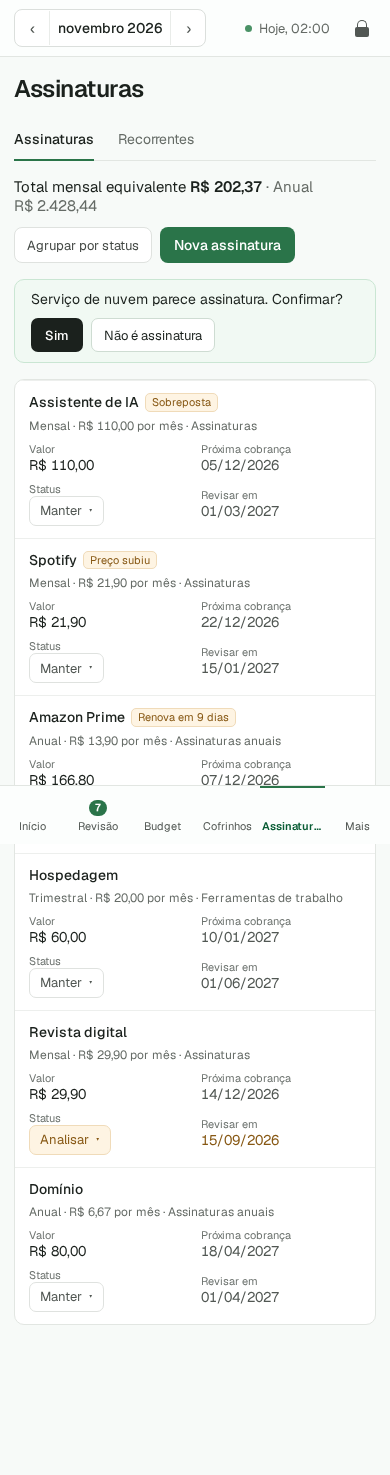 ‹ novembro 2026 › Hoje, 02:00
Assinaturas
Assinaturas Recorrentes
Total mensal equivalente R$ 202,37 · Anual
R$ 2.428,44
Agrupar por status Nova assinatura
Serviço de nuvem parece assinatura. Confirmar?
Sim Não é assinatura
Assistente de IA Sobreposta
Mensal · R$ 110,00 por mês · Assinaturas
Valor Próxima cobrança
R$ 110,00 05/12/2026
Status Revisar em
Manter 01/03/2027
Spotify Preço subiu
Mensal · R$ 21,90 por mês · Assinaturas
Valor Próxima cobrança
R$ 21,90 22/12/2026
Status Revisar em
Manter 15/01/2027
Amazon Prime Renova em 9 dias
Anual · R$ 13,90 por mês · Assinaturas anuais
Valor Próxima cobrança
R$ 166,80 07/12/2026
7
Início Revisão Budget Cofrinhos Assinatur... Mais
Hospedagem
Trimestral · R$ 20,00 por mês · Ferramentas de trabalho
Valor Próxima cobrança
R$ 60,00 10/01/2027
Status Revisar em
Manter 01/06/2027
Revista digital
Mensal · R$ 29,90 por mês · Assinaturas
Valor Próxima cobrança
R$ 29,90 14/12/2026
Status Revisar em
Analisar 15/09/2026
Domínio
Anual · R$ 6,67 por mês · Assinaturas anuais
Valor Próxima cobrança
R$ 80,00 18/04/2027
Status Revisar em
Manter 01/04/2027